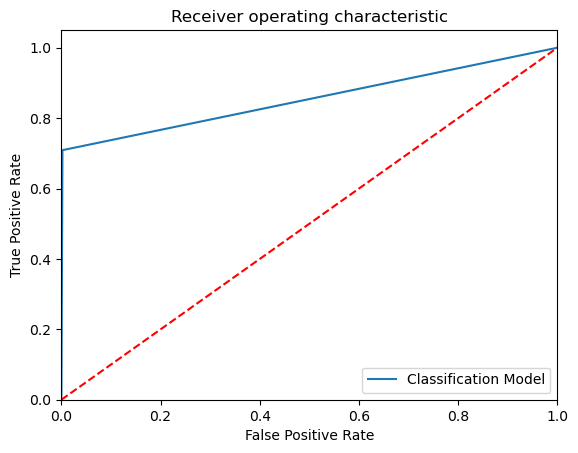 Receiver operating characteristic
True Positive Rate
1.0
0.8
0.6
0.4
0.2
0.0
Classification Model
0.0 0.2 0.4 0.6 0.8 1.0
False Positive Rate